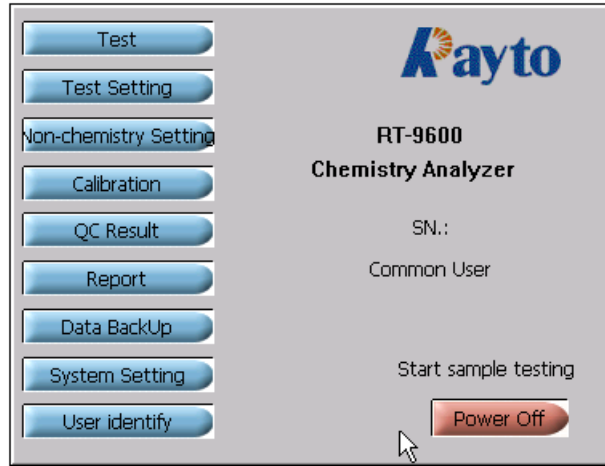 Test
Test Setting
Non-chemistry Setting
Calibration
QC Result
Report
Data BackUp
System Setting
User identify
Rayto
RT-9600
Chemistry Analyzer
SN.:
Common User
Start sample testing
Power Off